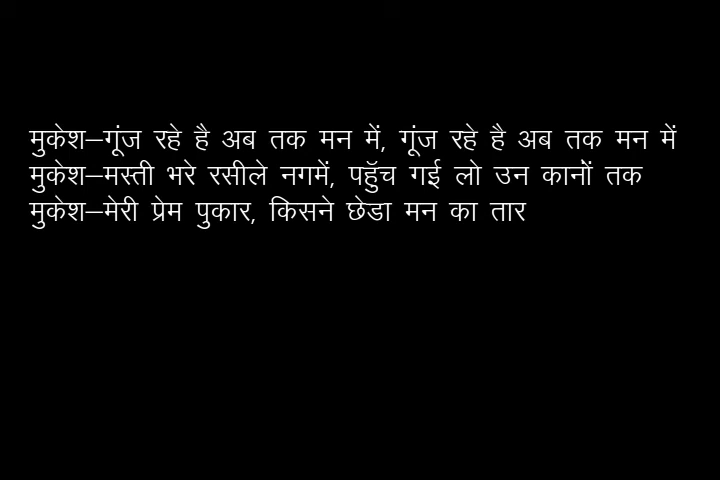 मुकेश–गूंज रहे है अब तक मन में, गूंज रहे है अब तक मन में
मुकेश–मस्ती भरे रसीले नगमें, पहुॅच गई लो उन कानों तक
मुकेश–मेरी प्रेम पुकार, किसने छेडा मन का तार